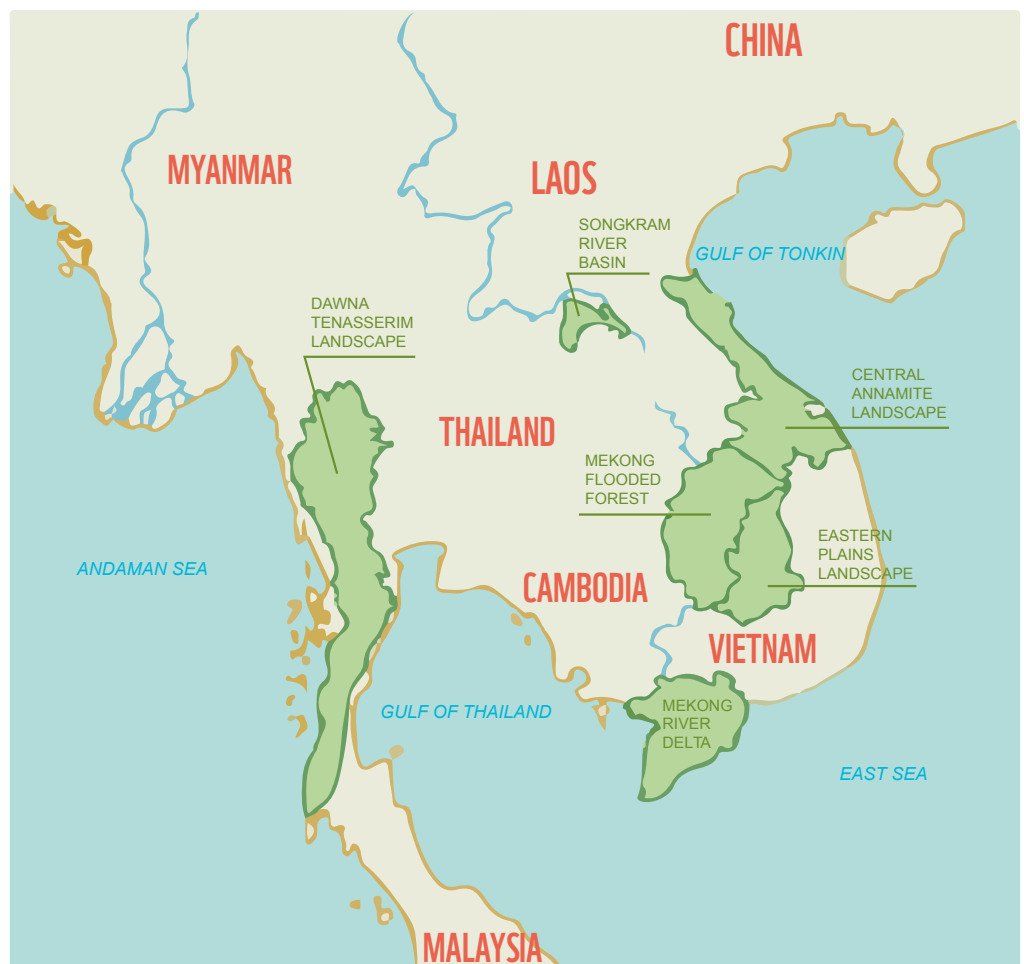 CHINA
MYANMAR
LAOS
SONGKRAM
RIVER
BASIN
GULF OF TONKIN
DAWNA
TENASSERIM
LANDSCAPE
CENTRAL
ANNAMITE
LANDSCAPE
THAILAND
MEKONG
FLOODED
FOREST
EASTERN
PLAINS
LANDSCAPE
ANDAMAN SEA
CAMBODIA
VIETNAM
GULF OF THAILAND
MEKONG
RIVER
DELTA
EAST SEA
MALAYSIA